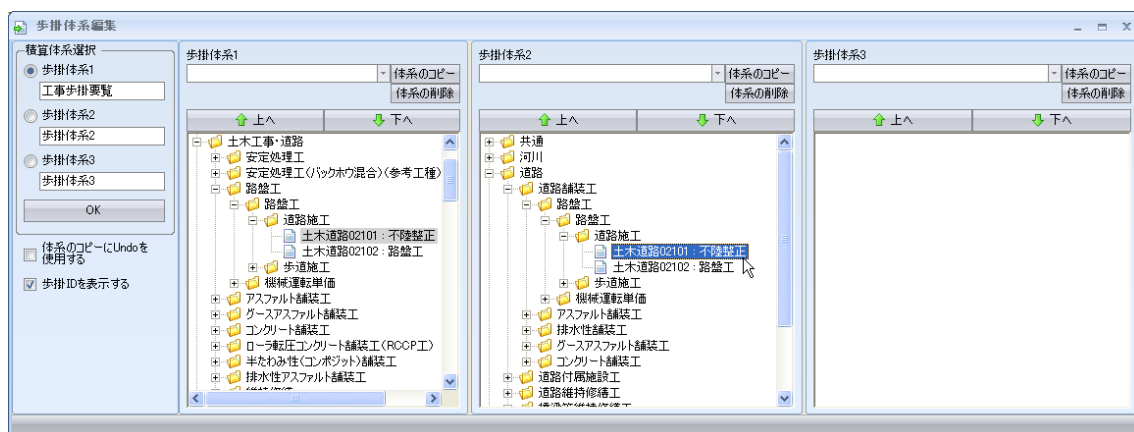 歩掛体系編集
積算体系選択
歩掛体系1
工事歩掛要覧
歩掛体系2
歩掛体系2
歩掛体系3
歩掛体系3
OK
体系のコピーにUndoを
使用する
歩掛IDを表示する
歩掛体系1
体系のコピー
体系の削除
上へ 下へ
土木工事・道路
安定処理工
安定処理工(バックホウ混合)(参考工種)
路盤工
路盤工
道路施工
土木道路02101：不陸整正
土木道路02102：路盤工
歩道施工
機械運転単価
アスファルト舗装工
グースアスファルト舗装工
コンクリート舗装工
ローラ転圧コンクリート舗装工(RCCP工)
半たわみ性(コンポジット)舗装工
排水性アスファルト舗装工
歩掛体系2
体系のコピー
体系の削除
上へ 下へ
共通
河川
道路
道路舗装工
路盤工
路盤工
道路施工
土木道路02101：不陸整正
土木道路02102：路盤工
歩道施工
機械運転単価
アスファルト舗装工
排水性舗装工
グースアスファルト舗装工
コンクリート舗装工
道路付属施設工
道路維持修繕工
歩掛体系3
体系のコピー
体系の削除
上へ 下へ